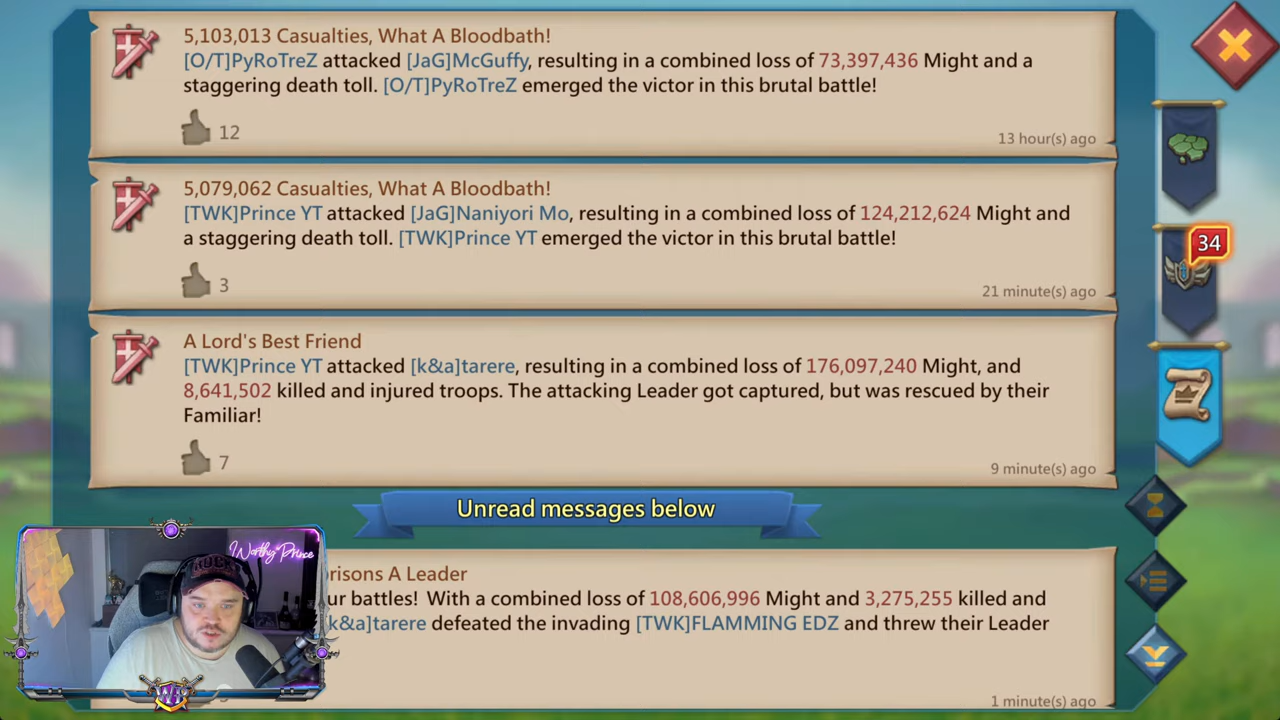 5,103,013 Casualties, What A Bloodbath!
[O/T]PyRoTreZ attacked [JaG]McGuffy, resulting in a combined loss of 73,397,436 Might and a
staggering death toll. [O/T]PyRoTreZ emerged the victor in this brutal battle!
12
13 hour(s) ago
5,079,062 Casualties, What A Bloodbath!
[TWK]Prince YT attacked [JaG]Naniyori Mo, resulting in a combined loss of 124,212,624 Might and
a staggering death toll. [TWK]Prince YT emerged the victor in this brutal battle!
3
21 minute(s) ago
34
A Lord's Best Friend
[TWK]Prince YT attacked [k&a]tarere, resulting in a combined loss of 176,097,240 Might, and
8,641,502 killed and injured troops. The attacking Leader got captured, but was rescued by their
Familiar!
7
9 minute(s) ago
Unread messages below
risons A Leader
ur battles! With a combined loss of 108,606,996 Might and 3,275,255 killed and
k&a]tarere defeated the invading [TWK]FLAMMING EDZ and threw their Leader
1 minute(s) ago
Worthy Prince